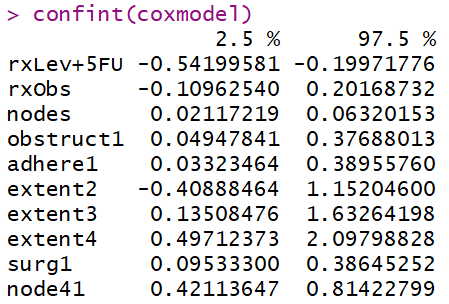 > confint(coxmodel)
2.5 % 97.5 %
rxLev+5FU -0.54199581 -0.19971776
rxObs -0.10962540 0.20168732
nodes 0.02117219 0.06320153
obstruct1 0.04947841 0.37688013
adhere1 0.03323464 0.38955760
extent2 -0.40888464 1.15204600
extent3 0.13508476 1.63264198
extent4 0.49712373 2.09798828
surg1 0.09533300 0.38645252
node41 0.42113647 0.81422799